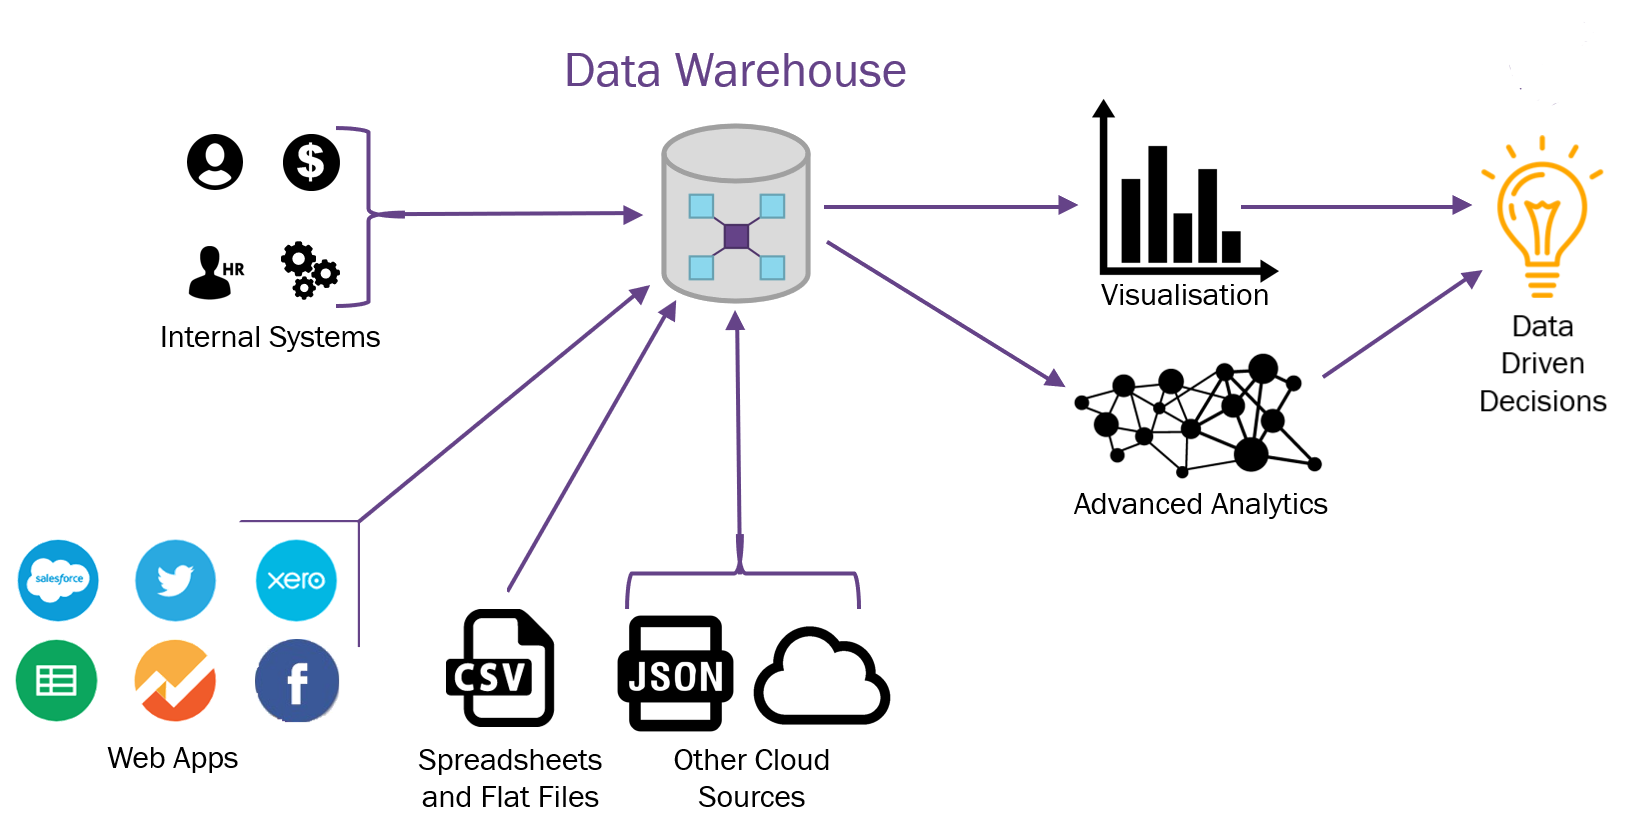 Data Warehouse
$
HR
Internal Systems
Visualisation
Data
Driven
Decisions
Advanced Analytics
salesforce
xero
f
Web Apps
CSV
Spreadsheets
and Flat Files
JSON
Other Cloud
Sources